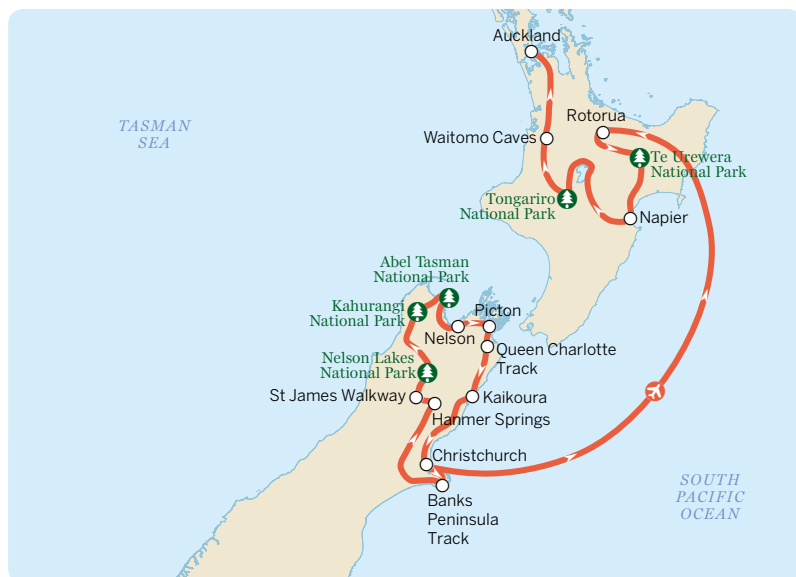 Auckland
TASMAN
SEA
Rotorua
Waitomo Caves
Te Urewera
National Park
Tongariro
National Park
Napier
Abel Tasman
National Park
Kahurangi
National Park
Picton
Nelson
Queen Charlotte
Track
Nelson Lakes
National Park
St James Walkway
Kaikoura
Hanmer Springs
Christchurch
SOUTH
PACIFIC
OCEAN
Banks
Peninsula
Track